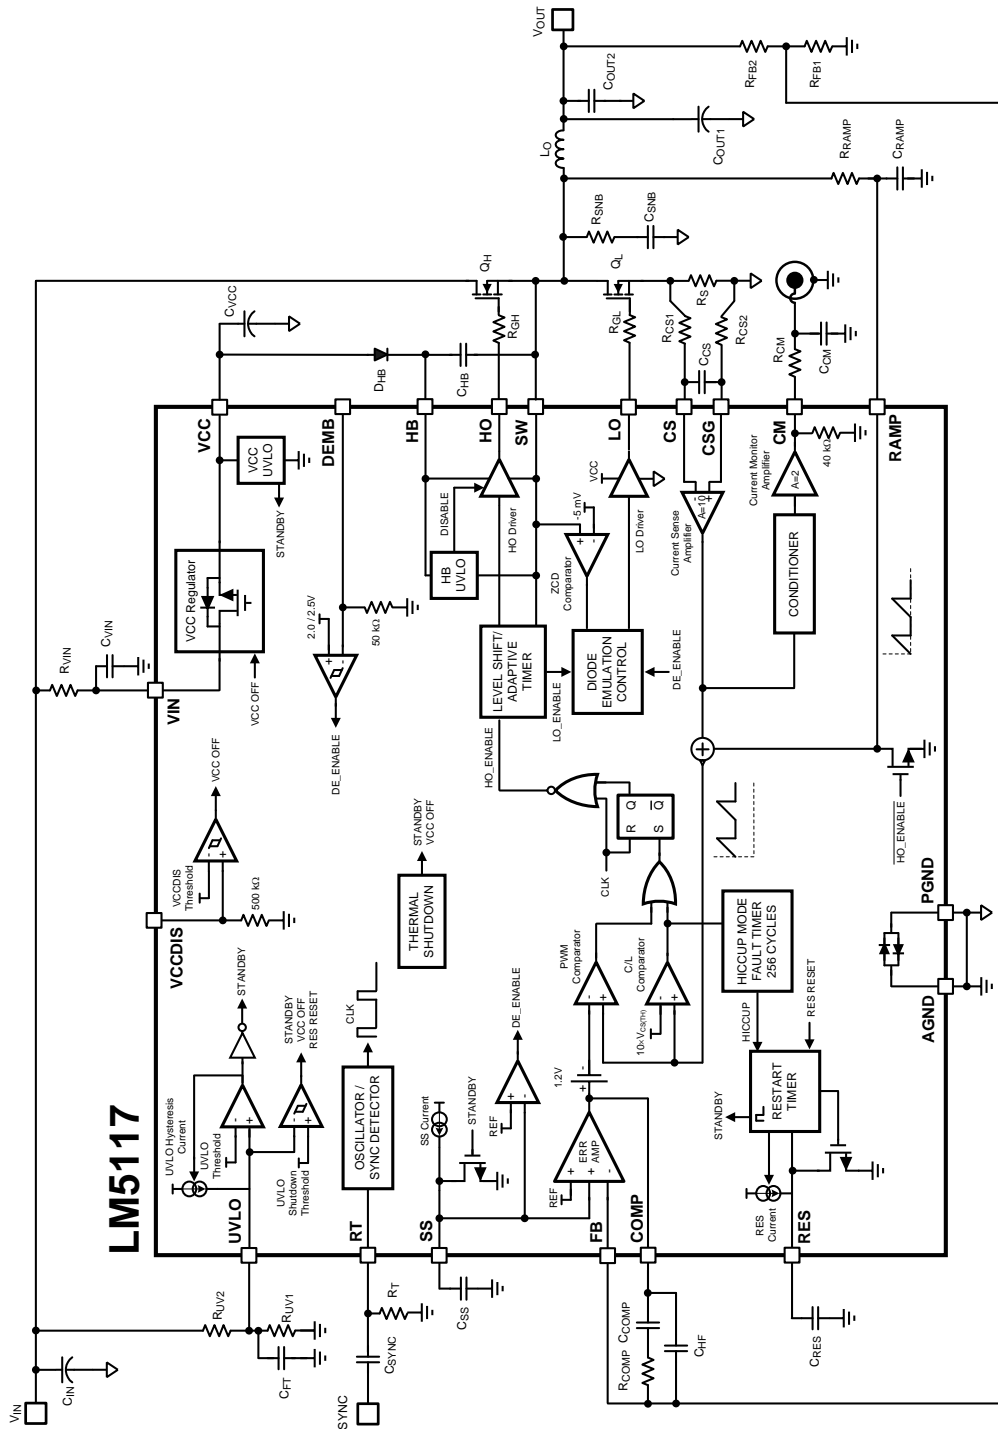 LM5117
VIN
CIN
RUV2
RUV1
CFT
SYNC
CSYNC
RT
CSS
RCOMP
CCOMP
CHF
CRES
UVLO
RT
SS
FB
COMP
RES
UVLO Hysteresis
Current
UVLO
Threshold
-
+
STANDBY
UVLO
Shutdown
Threshold
-
+
STANDBY
VCC OFF
RES RESET
OSCILLATOR /
SYNC DETECTOR
CLK
SS Current
STANDBY
REF
+
-
DE_ENABLE
REF
+
+
-
ERR
AMP
1.2V
+
-
PWM
Comparator
-
+
C/L
Comparator
-
+
10xVCS(TH)
HICCUP MODE
FAULT TIMER
256 CYCLES
HICCUP
RES RESET
RESTART
TIMER
STANDBY
RES
Current
VCCDIS
VCCDIS
Threshold
-
+
500 kΩ
VCC OFF
THERMAL
SHUTDOWN
STANDBY
VCC OFF
VIN
RVIN
CVIN
VCC Regulator
VCC OFF
VCC
UVLO
STANDBY
VCC
CVCC
DEMB
2.0 / 2.5V
+
-
50 kΩ
DE_ENABLE
HB
DHB
CHB
HB
UVLO
DISABLE
HO Driver
HO
SW
RGH
QH
LEVEL SHIFT/
ADAPTIVE
TIMER
HO_ENABLE
LO_ENABLE
DIODE
EMULATION
CONTROL
DE_ENABLE
ZCD
Comparator
+
-
-5 mV
VCC
LO Driver
LO
RGL
QL
CLK
R
Q
S
Q
CS
CSG
RCS1
CCS
RCS2
RS
RSNB
CSNB
Current Sense
Amplifier
A=10
-
+
CONDITIONER
Current Monitor
Amplifier
A=2
CM
40 kΩ
RCM
CCM
RAMP
RRAMP
CRAMP
HO_ENABLE
AGND
PGND
LO
COUT1
COUT2
VOUT
RFB2
RFB1